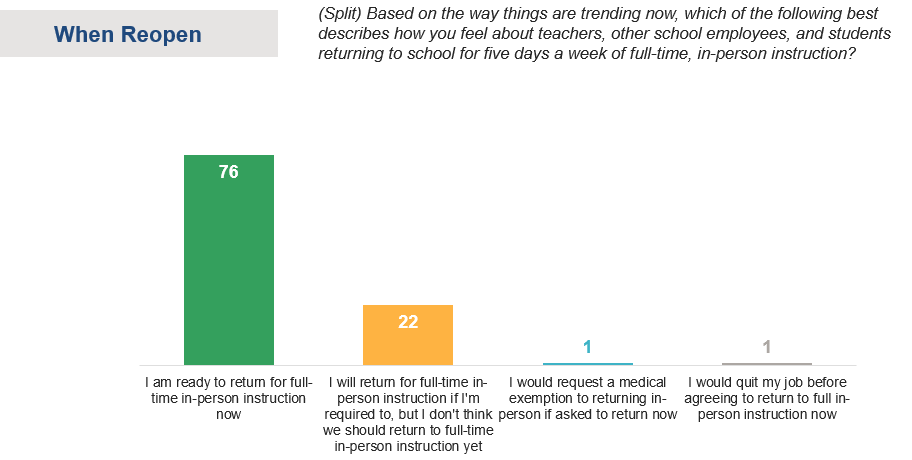 When Reopen
(Split) Based on the way things are trending now, which of the following best
describes how you feel about teachers, other school employees, and students
returning to school for five days a week of full-time, in-person instruction?
76
22
1
1
I am ready to return for full-
time in-person instruction
now
I will return for full-time in-
person instruction if I'm
required to, but I don't think
we should return to full-time
in-person instruction yet
I would request a medical
exemption to returning in-
person if asked to return now
I would quit my job before
agreeing to return to full in-
person instruction now